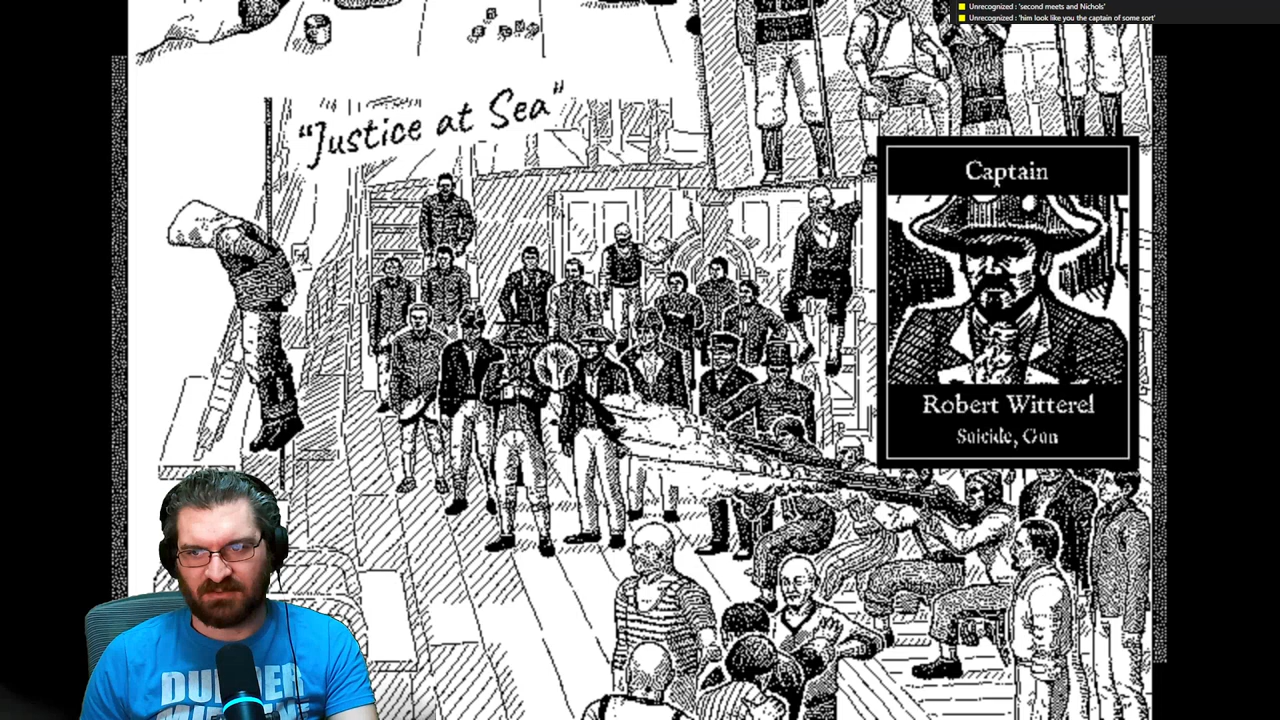 Unrecognized : 'second meets and Nichols'
Unrecognized : 'him look like you the captain of some sort'
"Justice at Sea"
Captain
Robert Witterel
Suicide, Gun